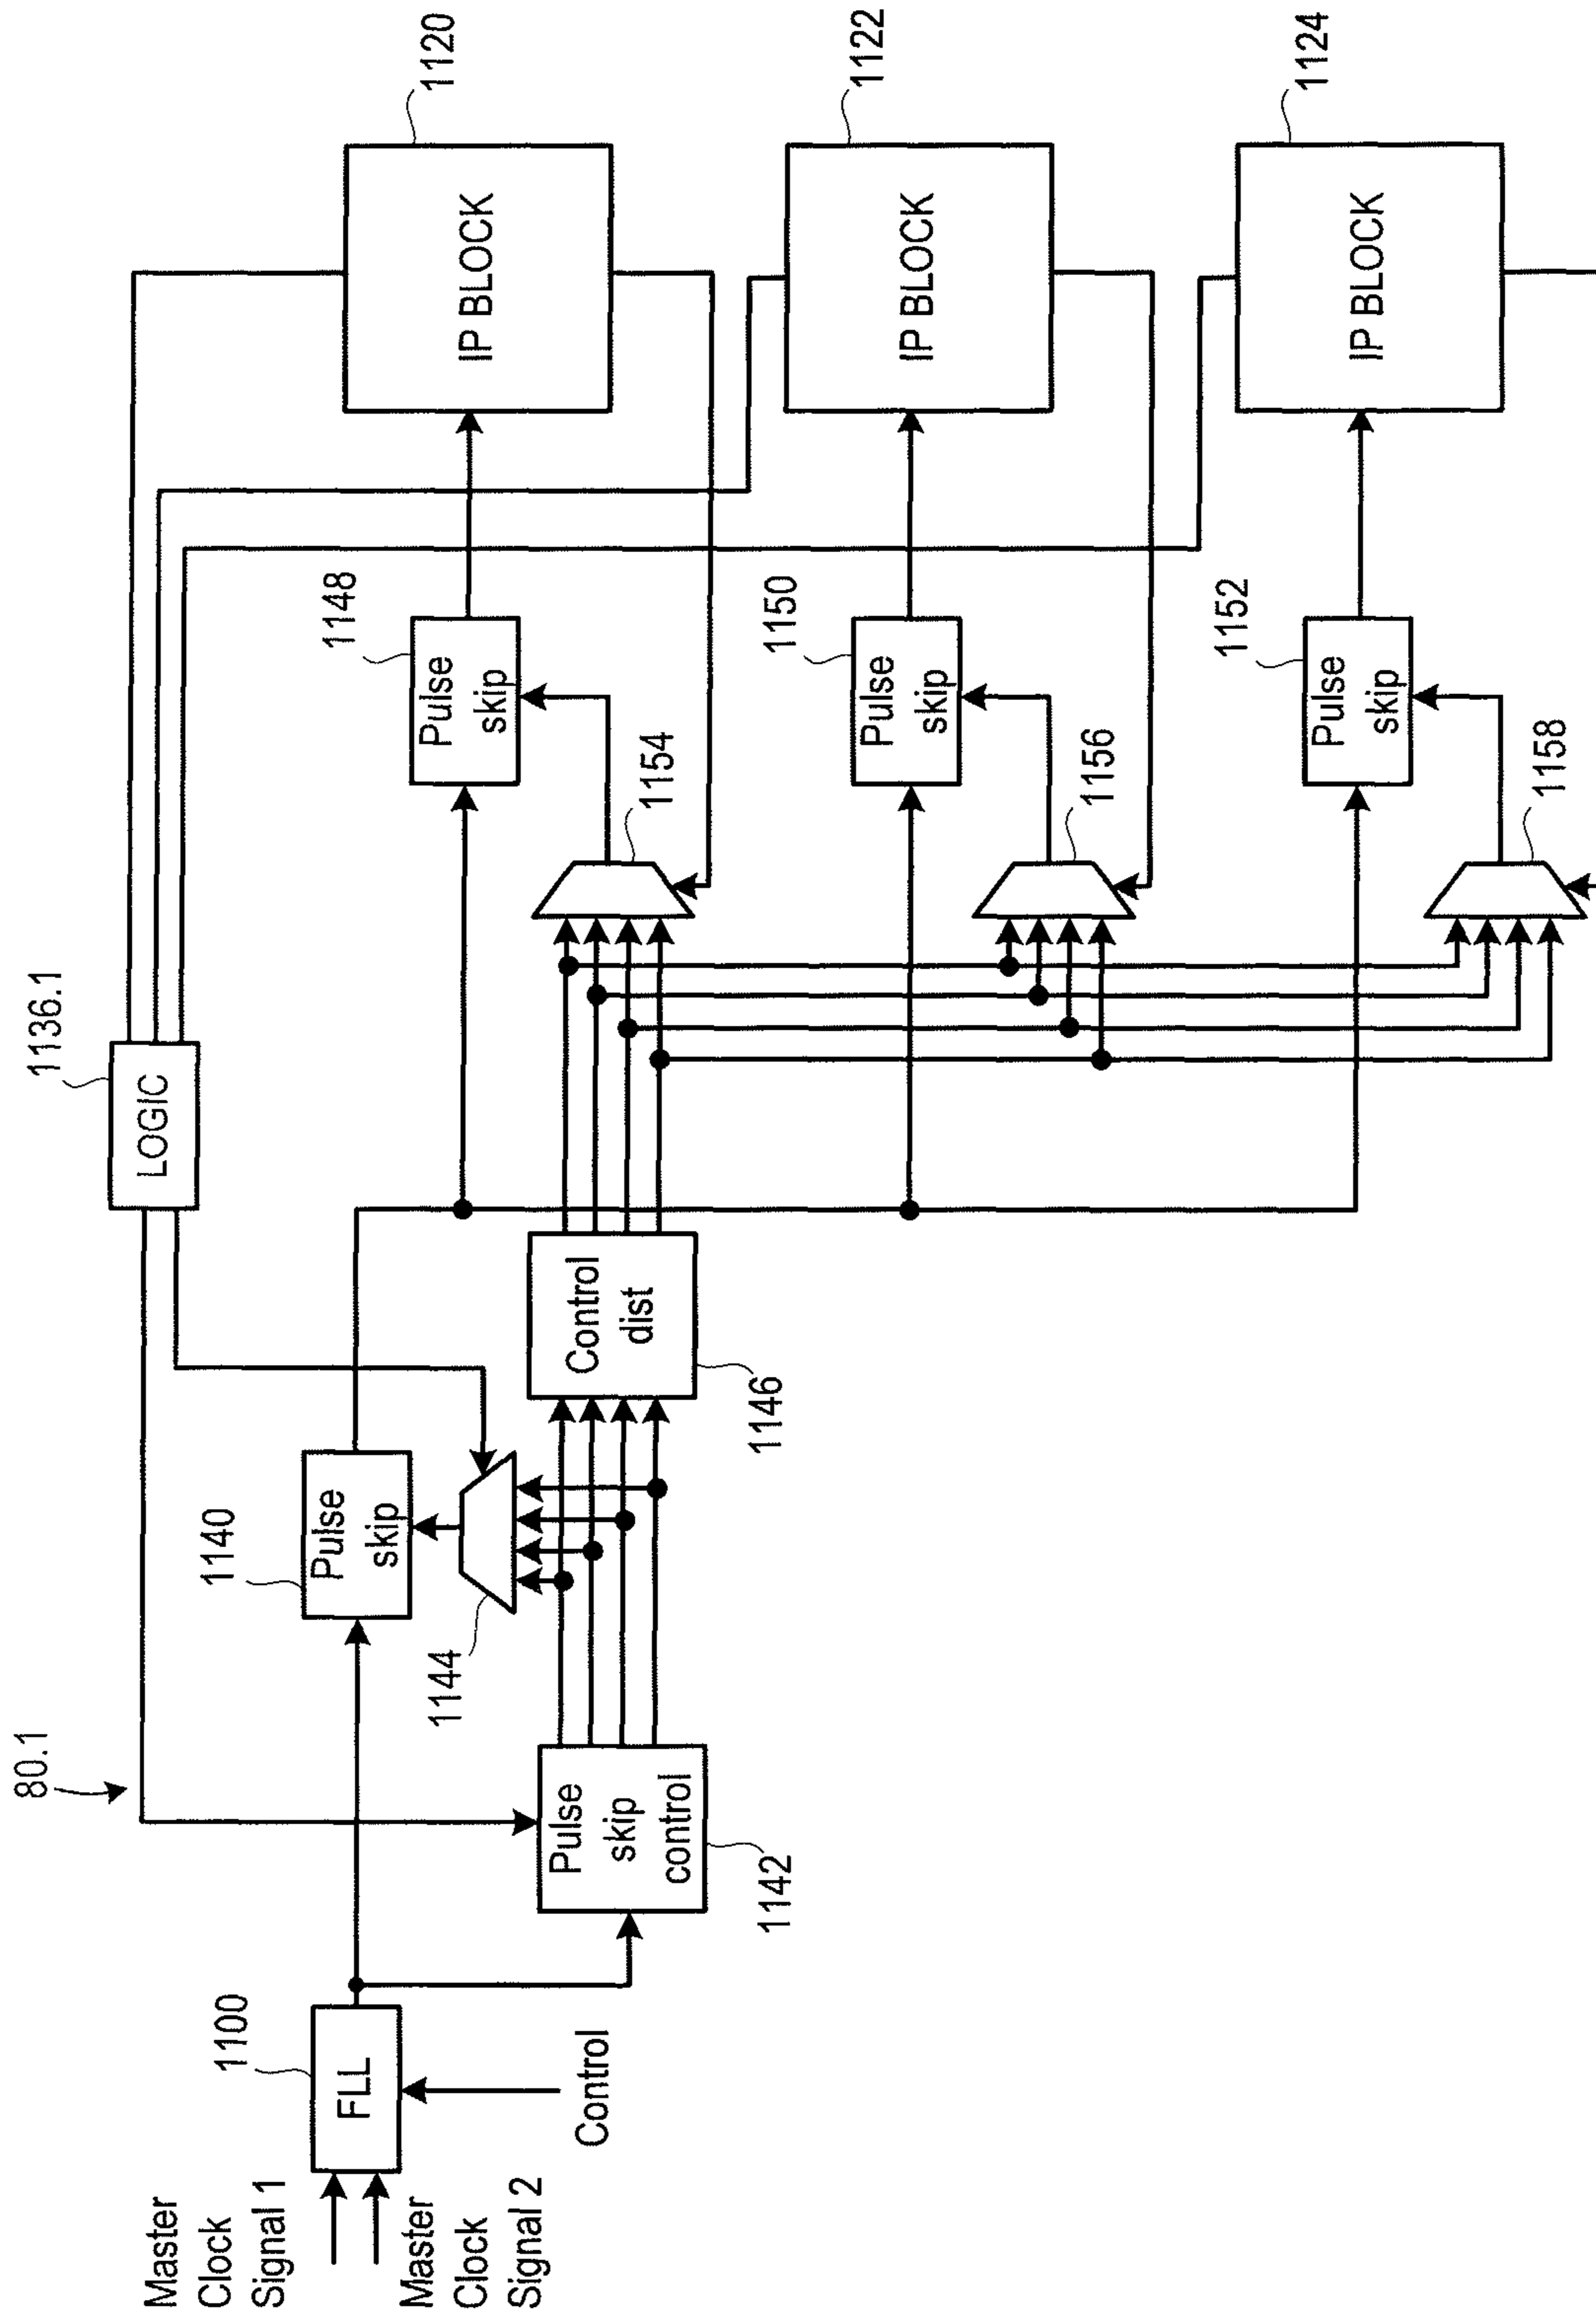 Master
Clock
Signal 1
Master
Clock
Signal 2
1100
FLL
Control
80.1
1140
Pulse
skip
1144
Pulse
skip
control
1142
1136.1
LOGIC
Control
dist
1146
1148
Pulse
skip
1154
1120
IP BLOCK
1150
Pulse
skip
1156
1122
IP BLOCK
1152
Pulse
skip
1158
1124
IP BLOCK